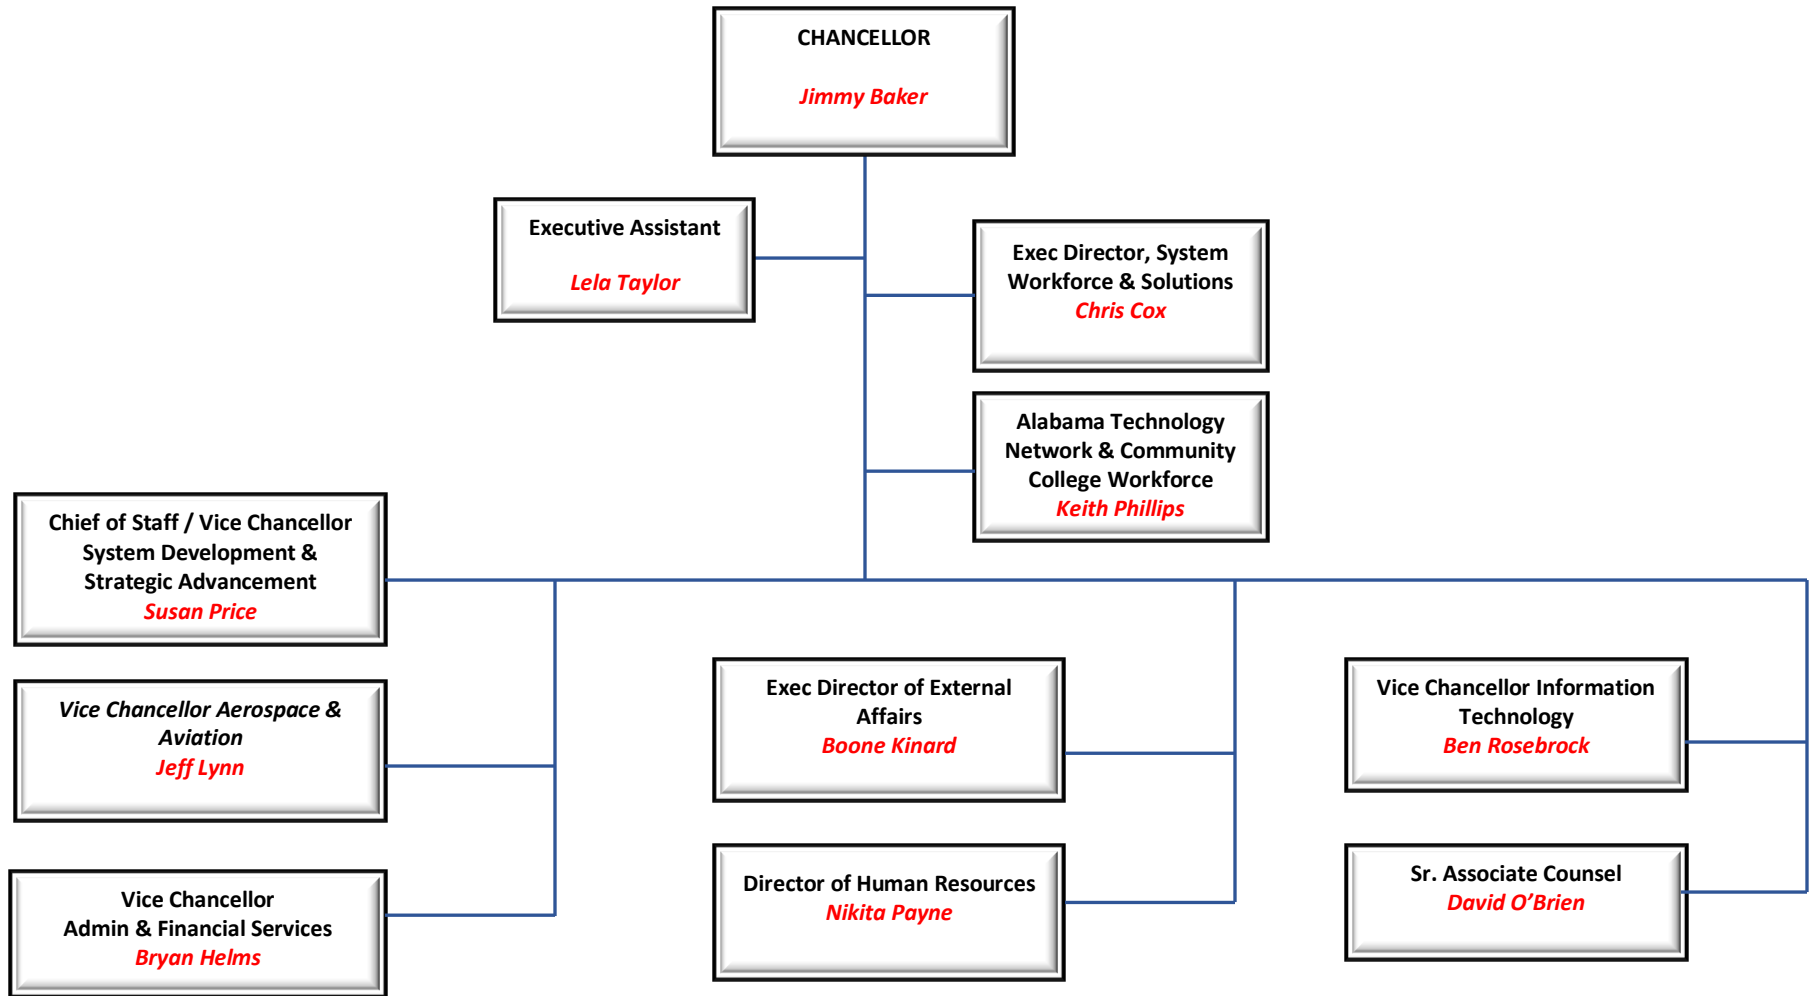 CHANCELLOR
Jimmy Baker
Executive Assistant
Lela Taylor
Exec Director, System
Workforce & Solutions
Chris Cox
Alabama Technology
Network & Community
College Workforce
Keith Phillips
Chief of Staff / Vice Chancellor
System Development &
Strategic Advancement
Susan Price
Vice Chancellor Aerospace &
Aviation
Jeff Lynn
Vice Chancellor
Admin & Financial Services
Bryan Helms
Exec Director of External
Affairs
Boone Kinard
Director of Human Resources
Nikita Payne
Vice Chancellor Information
Technology
Ben Rosebrock
Sr. Associate Counsel
David O’Brien